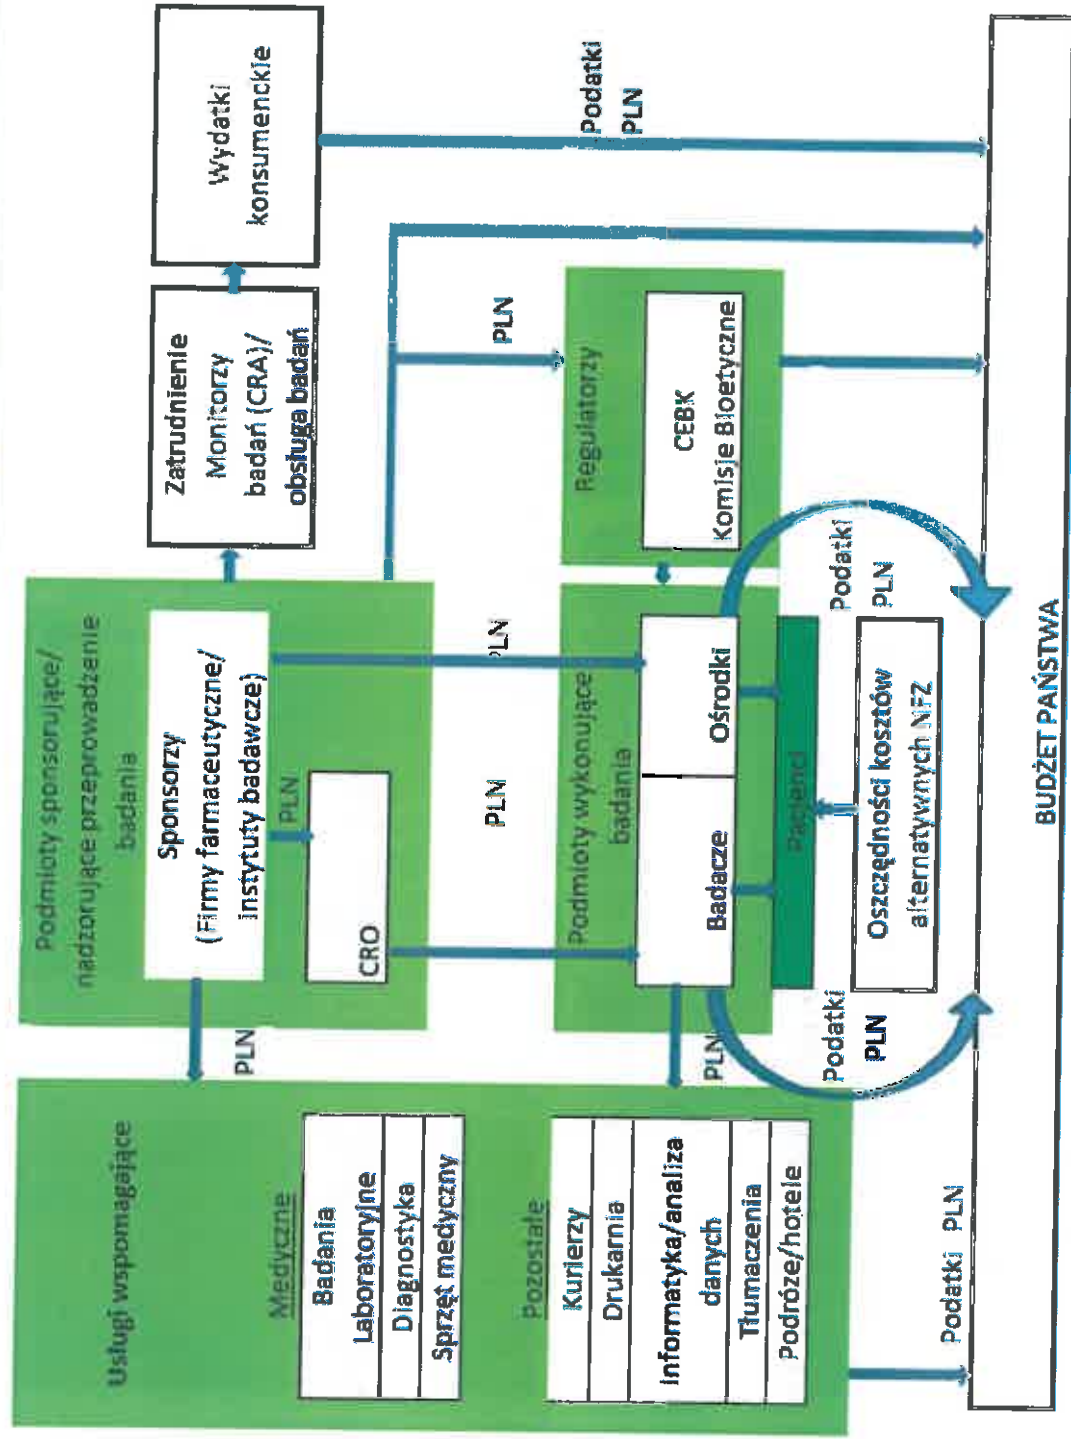 Usługi wspomagające
Medyczne
Badania
Laboratoryjne
Diagnostyka
Sprzęt medyczny
Pozostałe
Kurierzy
Drukarnia
Informatyka/analiza
danych
Tłumaczenia
Podróże/hotele
PLN
PLN
Podatki PLN
Podmioty sponsorujące/
nadzorujące przeprowadzenie
badania
Sponsorzy
(Firmy farmaceutyczne/
instytuty badawcze)
PLN
CRO
PLN
PLN
Podmioty wykonujące
badania
Badacze
Ośrodki
Pacjenci
Podatki
PLN
Oszczędności kosztów
alternatywnych NFZ
Podatki
PLN
Zatrudnienie
Monitorzy
badań (CRA)/
obsługa badań
Wydatki
konsumenckie
PLN
Podatki
PLN
Regulatorzy
CEBK
Komisje Bioetyczne
BUDŻET PAŃSTWA